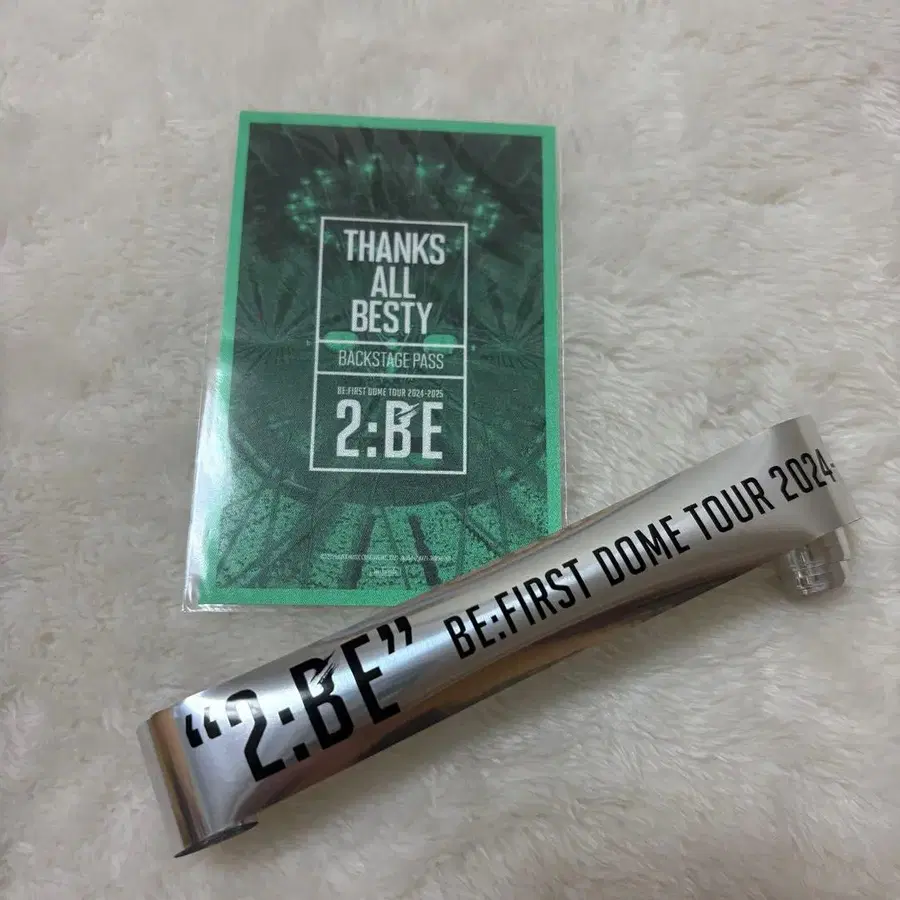 THANKS
ALL
BESTY
BACKSTAGE PASS
BE:FIRST DOME TOUR 2024-2025
2:BE
“2:BE” BE:FIRST DOME TOUR 2024-